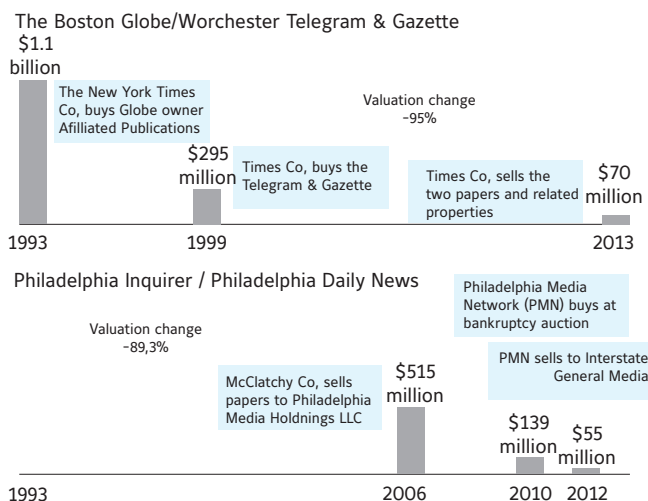 The Boston Globe/Worchester Telegram & Gazette
$1.1
billion
The New York Times
Co, buys Globe owner
Afilliated Publications
Valuation change
-95%
$295
million
Times Co, buys the
Telegram & Gazette
Times Co, sells the
two papers and related
properties
$70
million
1993
1999
2013
Philadelphia Inquirer / Philadelphia Daily News
Philadelphia Media
Network (PMN) buys at
bankruptcy auction
Valuation change
-89,3%
PMN sells to Interstate
General Media
McClatchy Co, sells
papers to Philadelphia
Media Holdnings LLC
$515
million
$139
million
$55
million
1993
2006
2010
2012